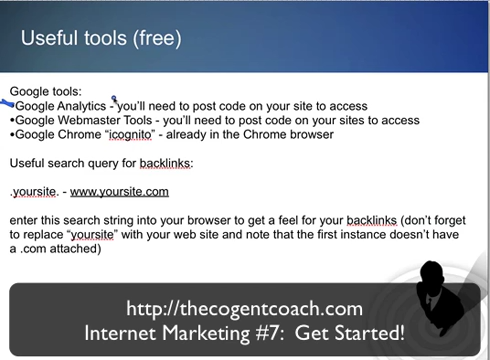 Useful tools (free)
Google tools:
•Google Analytics - you'll need to post code on your site to access
•Google Webmaster Tools - you'll need to post code on your sites to access
•Google Chrome “icognito” - already in the Chrome browser
Useful search query for backlinks:
.yoursite. - www.yoursite.com
enter this search string into your browser to get a feel for your backlinks (don't forget
to replace “yoursite” with your web site and note that the first instance doesn't have
a .com attached)
http://thecogentcoach.com
Internet Marketing #7: Get Started!